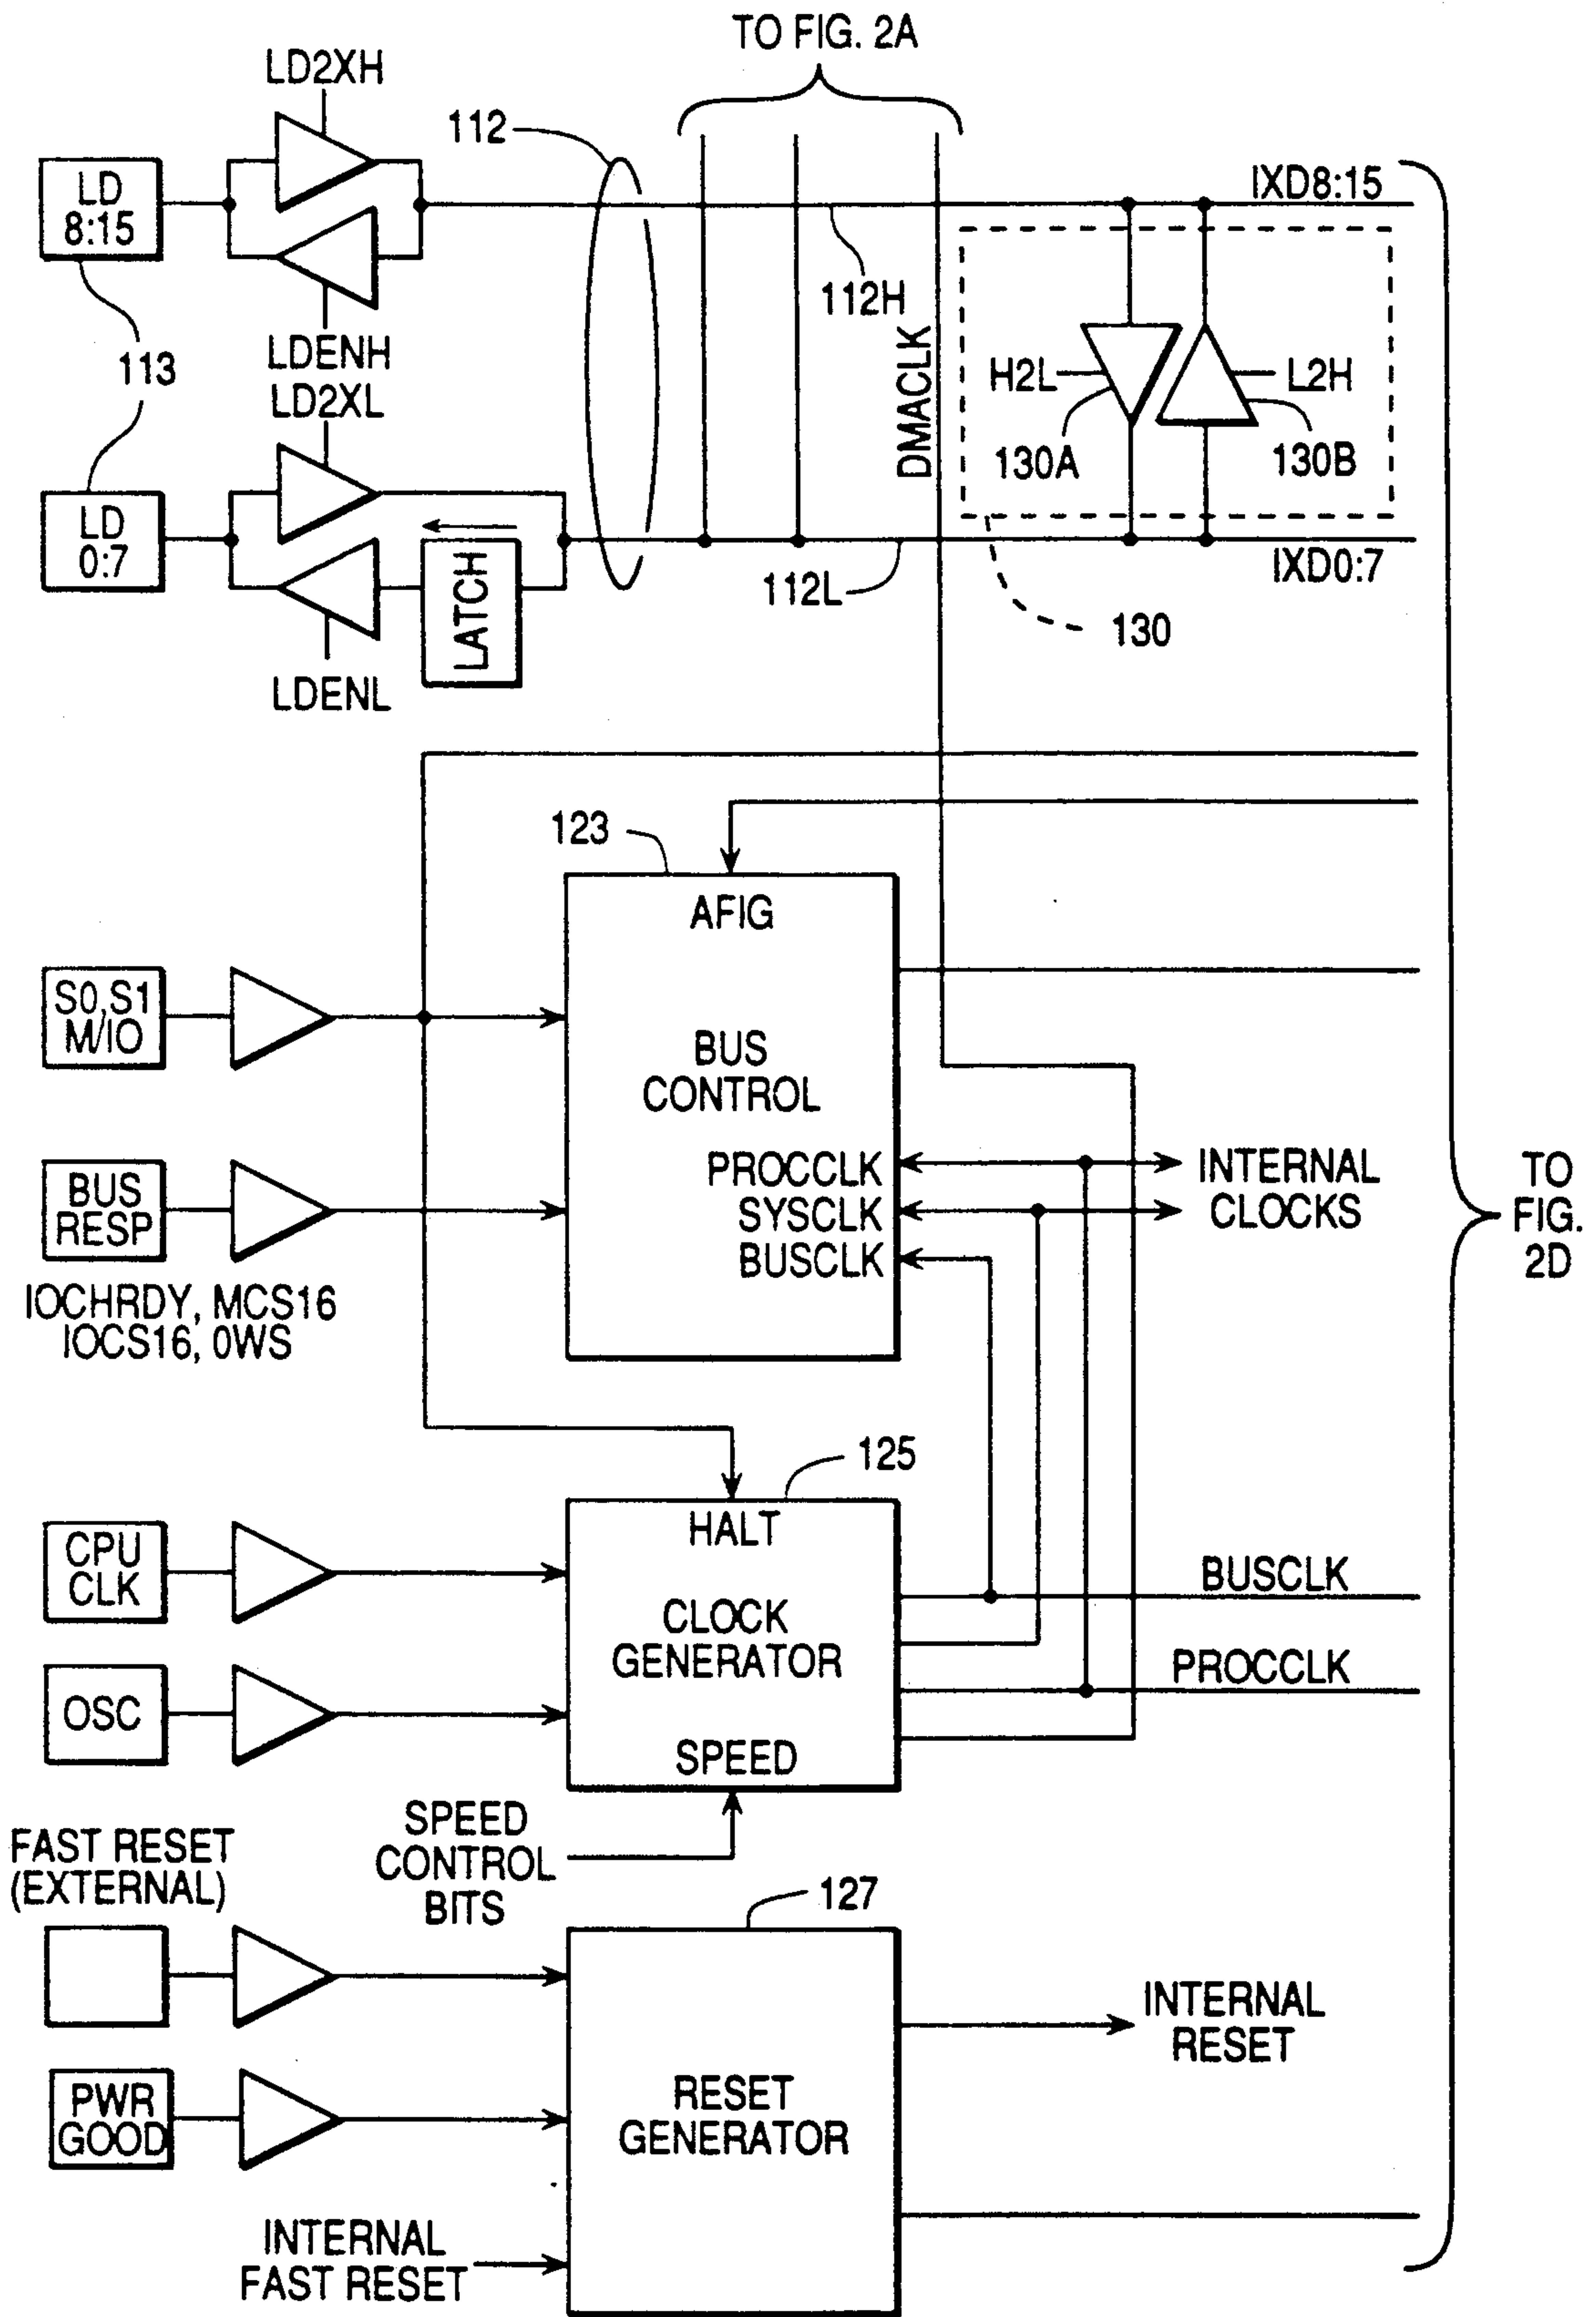 TO FIG. 2A
LD2XH
112
LD
8:15
IXD8:15
112H
LDENH
113
LD2XL
DMACLK
H2L
L2H
130A
130B
LD
0:7
LATCH
IXD0:7
112L
130
LDENL
123
AFIG
S0,S1
M/IO
BUS
CONTROL
BUS
RESP
PROCCLK
SYSCLK
BUSCLK
INTERNAL
CLOCKS
TO
FIG.
2D
IOCHRDY, MCS16
IOCS16, 0WS
125
HALT
CPU
CLK
CLOCK
GENERATOR
BUSCLK
PROCCLK
OSC
SPEED
SPEED
CONTROL
BITS
FAST RESET
(EXTERNAL)
127
INTERNAL
RESET
PWR
GOOD
RESET
GENERATOR
INTERNAL
FAST RESET